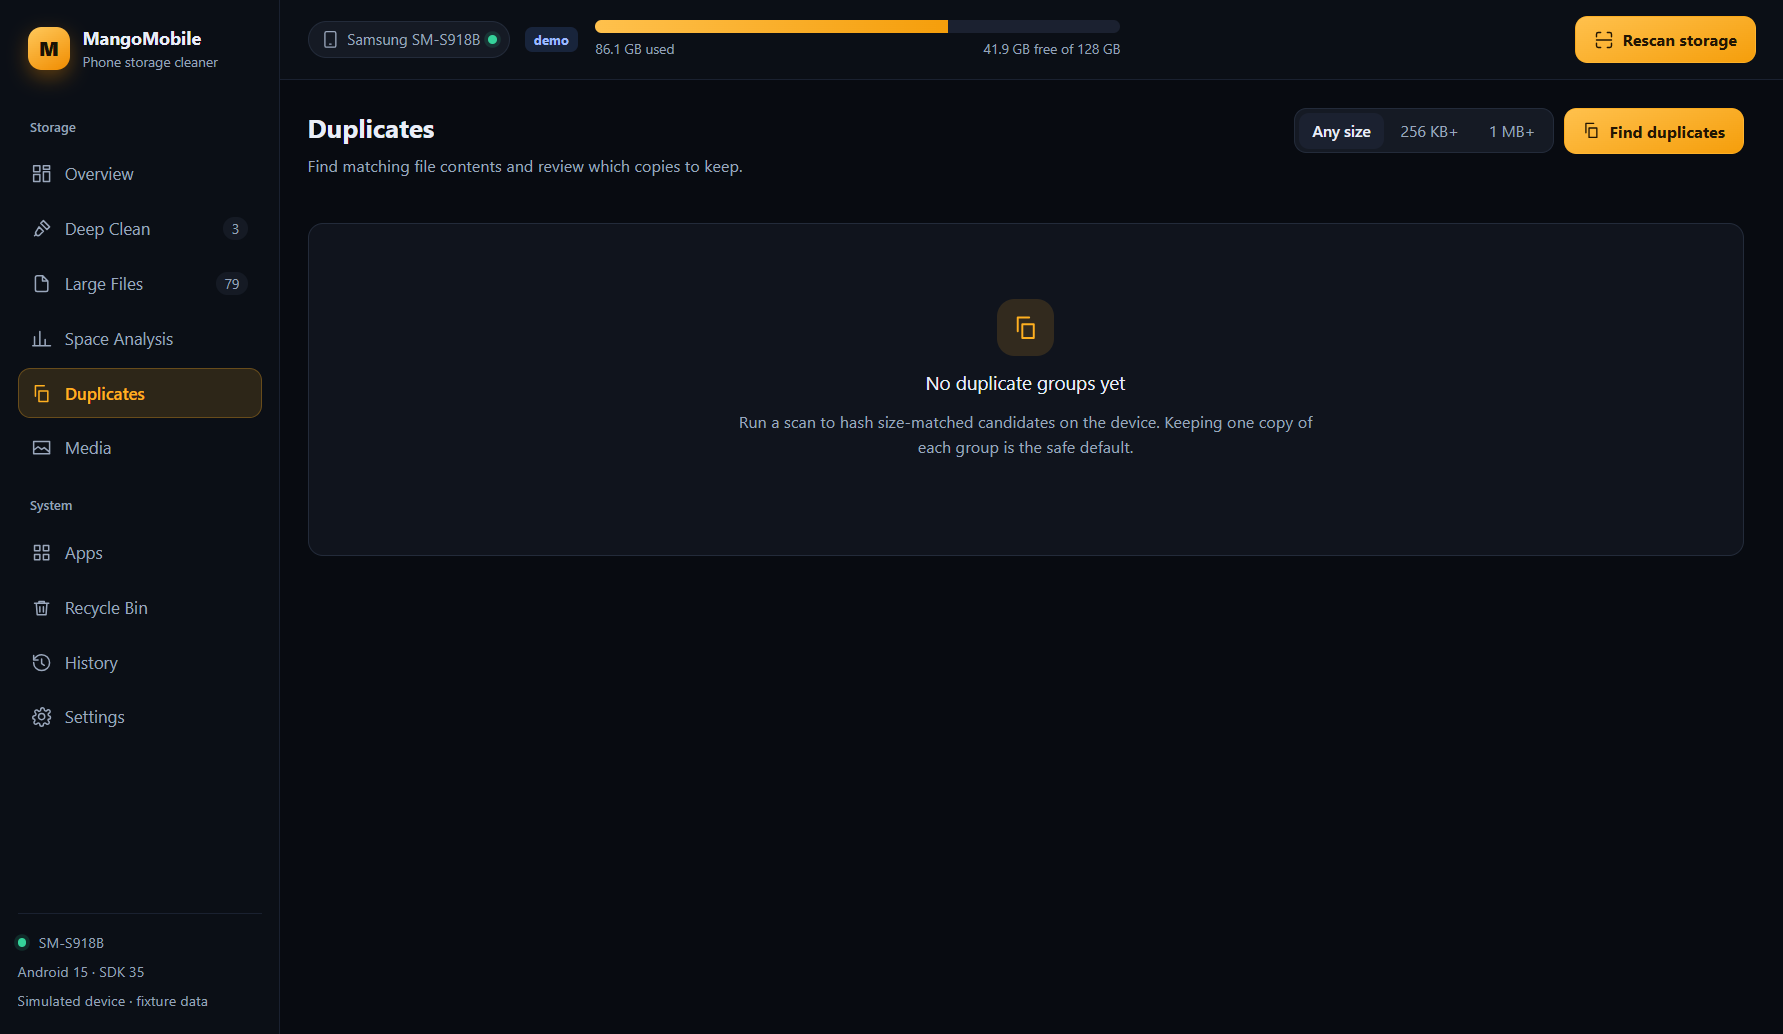 M
MangoMobile
Phone storage cleaner
Storage
Overview
Deep Clean 3
Large Files 79
Space Analysis
Duplicates
Media
System
Apps
Recycle Bin
History
Settings
SM-S918B
Android 15 · SDK 35
Simulated device · fixture data
Samsung SM-S918B
demo
86.1 GB used
41.9 GB free of 128 GB
Rescan storage
Duplicates
Find matching file contents and review which copies to keep.
Any size 256 KB+ 1 MB+
Find duplicates
No duplicate groups yet
Run a scan to hash size-matched candidates on the device. Keeping one copy of
each group is the safe default.